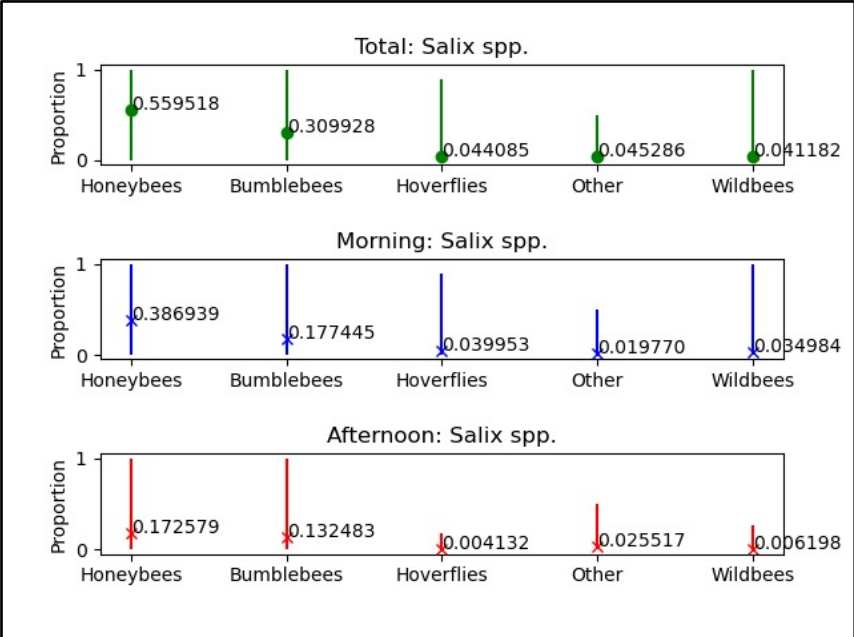 Total: Salix spp.
Proportion
1
0
0.559518
0.309928
0.044085
0.045286
0.041182
Honeybees Bumblebees Hoverflies Other Wildbees
Morning: Salix spp.
Proportion
1
0
0.386939
0.177445
0.039953
0.019770
0.034984
Honeybees Bumblebees Hoverflies Other Wildbees
Afternoon: Salix spp.
Proportion
1
0
0.172579
0.132483
0.004132
0.025517
0.006198
Honeybees Bumblebees Hoverflies Other Wildbees